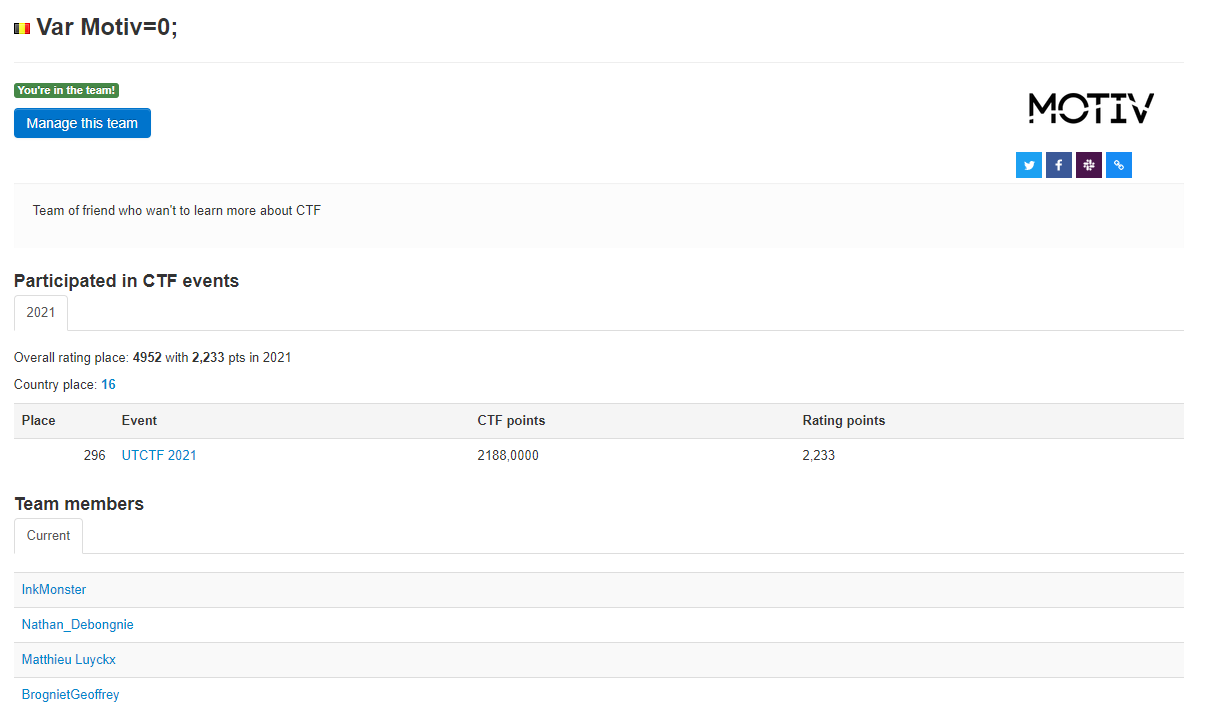 Var Motiv=0;
You're in the team!
Manage this team
MOTIV
Team of friend who wan't to learn more about CTF
Participated in CTF events
2021
Overall rating place: 4952 with 2,233 pts in 2021
Country place: 16
Place Event CTF points Rating points
296 UTCTF 2021 2188,0000 2,233
Team members
Current
InkMonster
Nathan_Debongnie
Matthieu Luyckx
BrognietGeoffrey